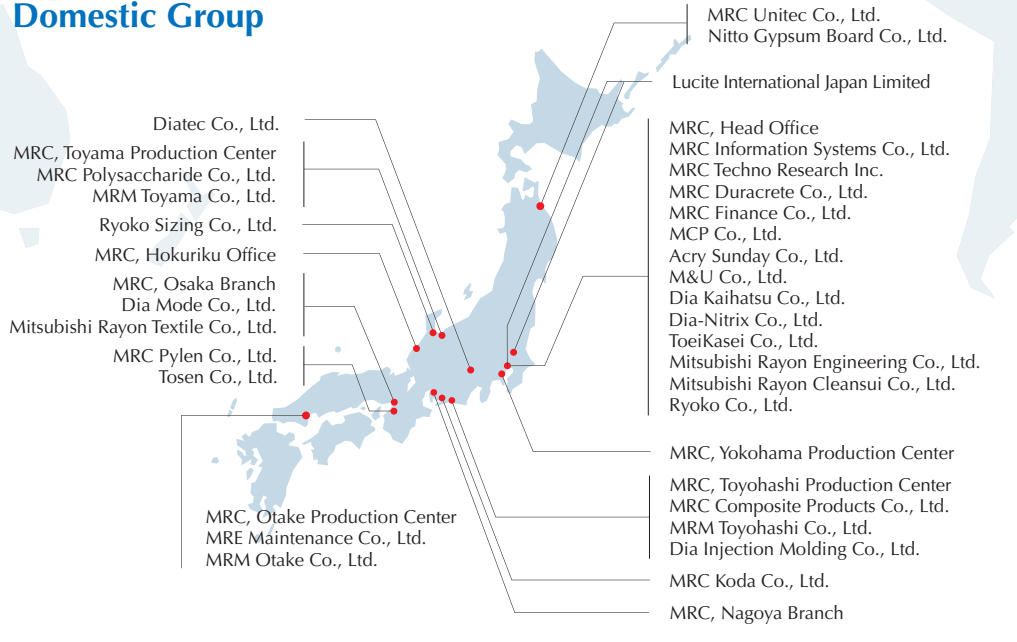 Domestic Group
MRC Unitec Co., Ltd.
Nitto Gypsum Board Co., Ltd.
Lucite International Japan Limited
Diatec Co., Ltd.
MRC, Toyama Production Center
MRC Polysaccharide Co., Ltd.
MRM Toyama Co., Ltd.
Ryoko Sizing Co., Ltd.
MRC, Hokuriku Office
MRC, Osaka Branch
Dia Mode Co., Ltd.
Mitsubishi Rayon Textile Co., Ltd.
MRC Pylen Co., Ltd.
Tosen Co., Ltd.
MRC, Otake Production Center
MRE Maintenance Co., Ltd.
MRM Otake Co., Ltd.
MRC, Head Office
MRC Information Systems Co., Ltd.
MRC Techno Research Inc.
MRC Duracrete Co., Ltd.
MRC Finance Co., Ltd.
MCP Co., Ltd.
Acry Sunday Co., Ltd.
M&U Co., Ltd.
Dia Kaihatsu Co., Ltd.
Dia-Nitrix Co., Ltd.
ToeiKasei Co., Ltd.
Mitsubishi Rayon Engineering Co., Ltd.
Mitsubishi Rayon Cleansui Co., Ltd.
Ryoko Co., Ltd.
MRC, Yokohama Production Center
MRC, Toyohashi Production Center
MRC Composite Products Co., Ltd.
MRM Toyohashi Co., Ltd.
Dia Injection Molding Co., Ltd.
MRC Koda Co., Ltd.
MRC, Nagoya Branch